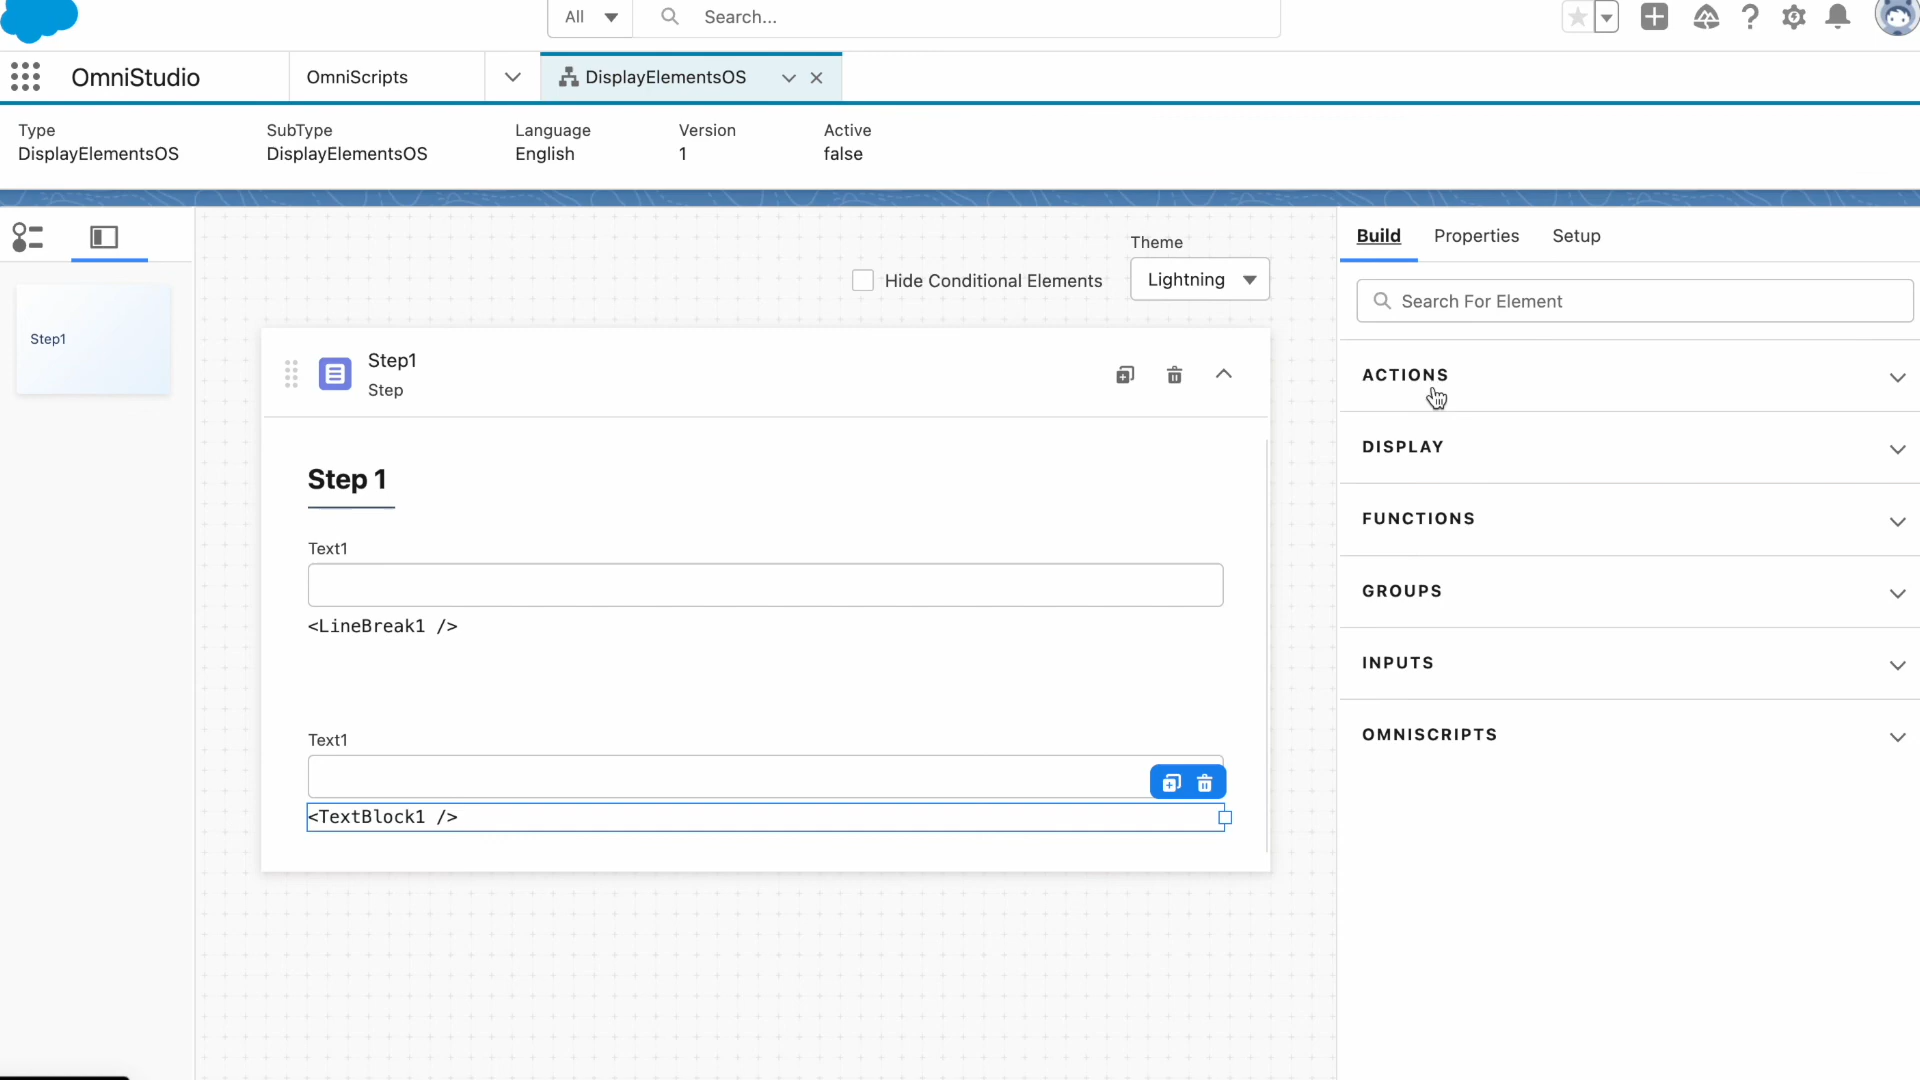 All
Search...
OmniStudio
OmniScripts
DisplayElementsOS
Type
DisplayElementsOS
SubType
DisplayElementsOS
Language
English
Version
1
Active
false
Step1
Theme
Hide Conditional Elements
Lightning
Step1
Step
Step 1
Text1
<LineBreak1 />
Text1
<TextBlock1 />
Build
Properties
Setup
Search For Element
ACTIONS
DISPLAY
FUNCTIONS
GROUPS
INPUTS
OMNISCRIPTS